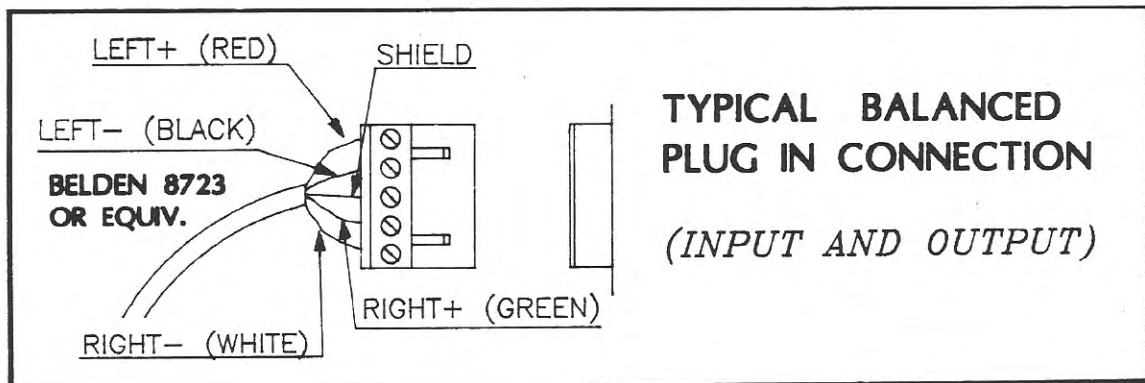 LEFT+ (RED)
SHIELD
LEFT- (BLACK)
BELDEN 8723
OR EQUIV.
RIGHT+ (GREEN)
RIGHT- (WHITE)
TYPICAL BALANCED
PLUG IN CONNECTION
(INPUT AND OUTPUT)